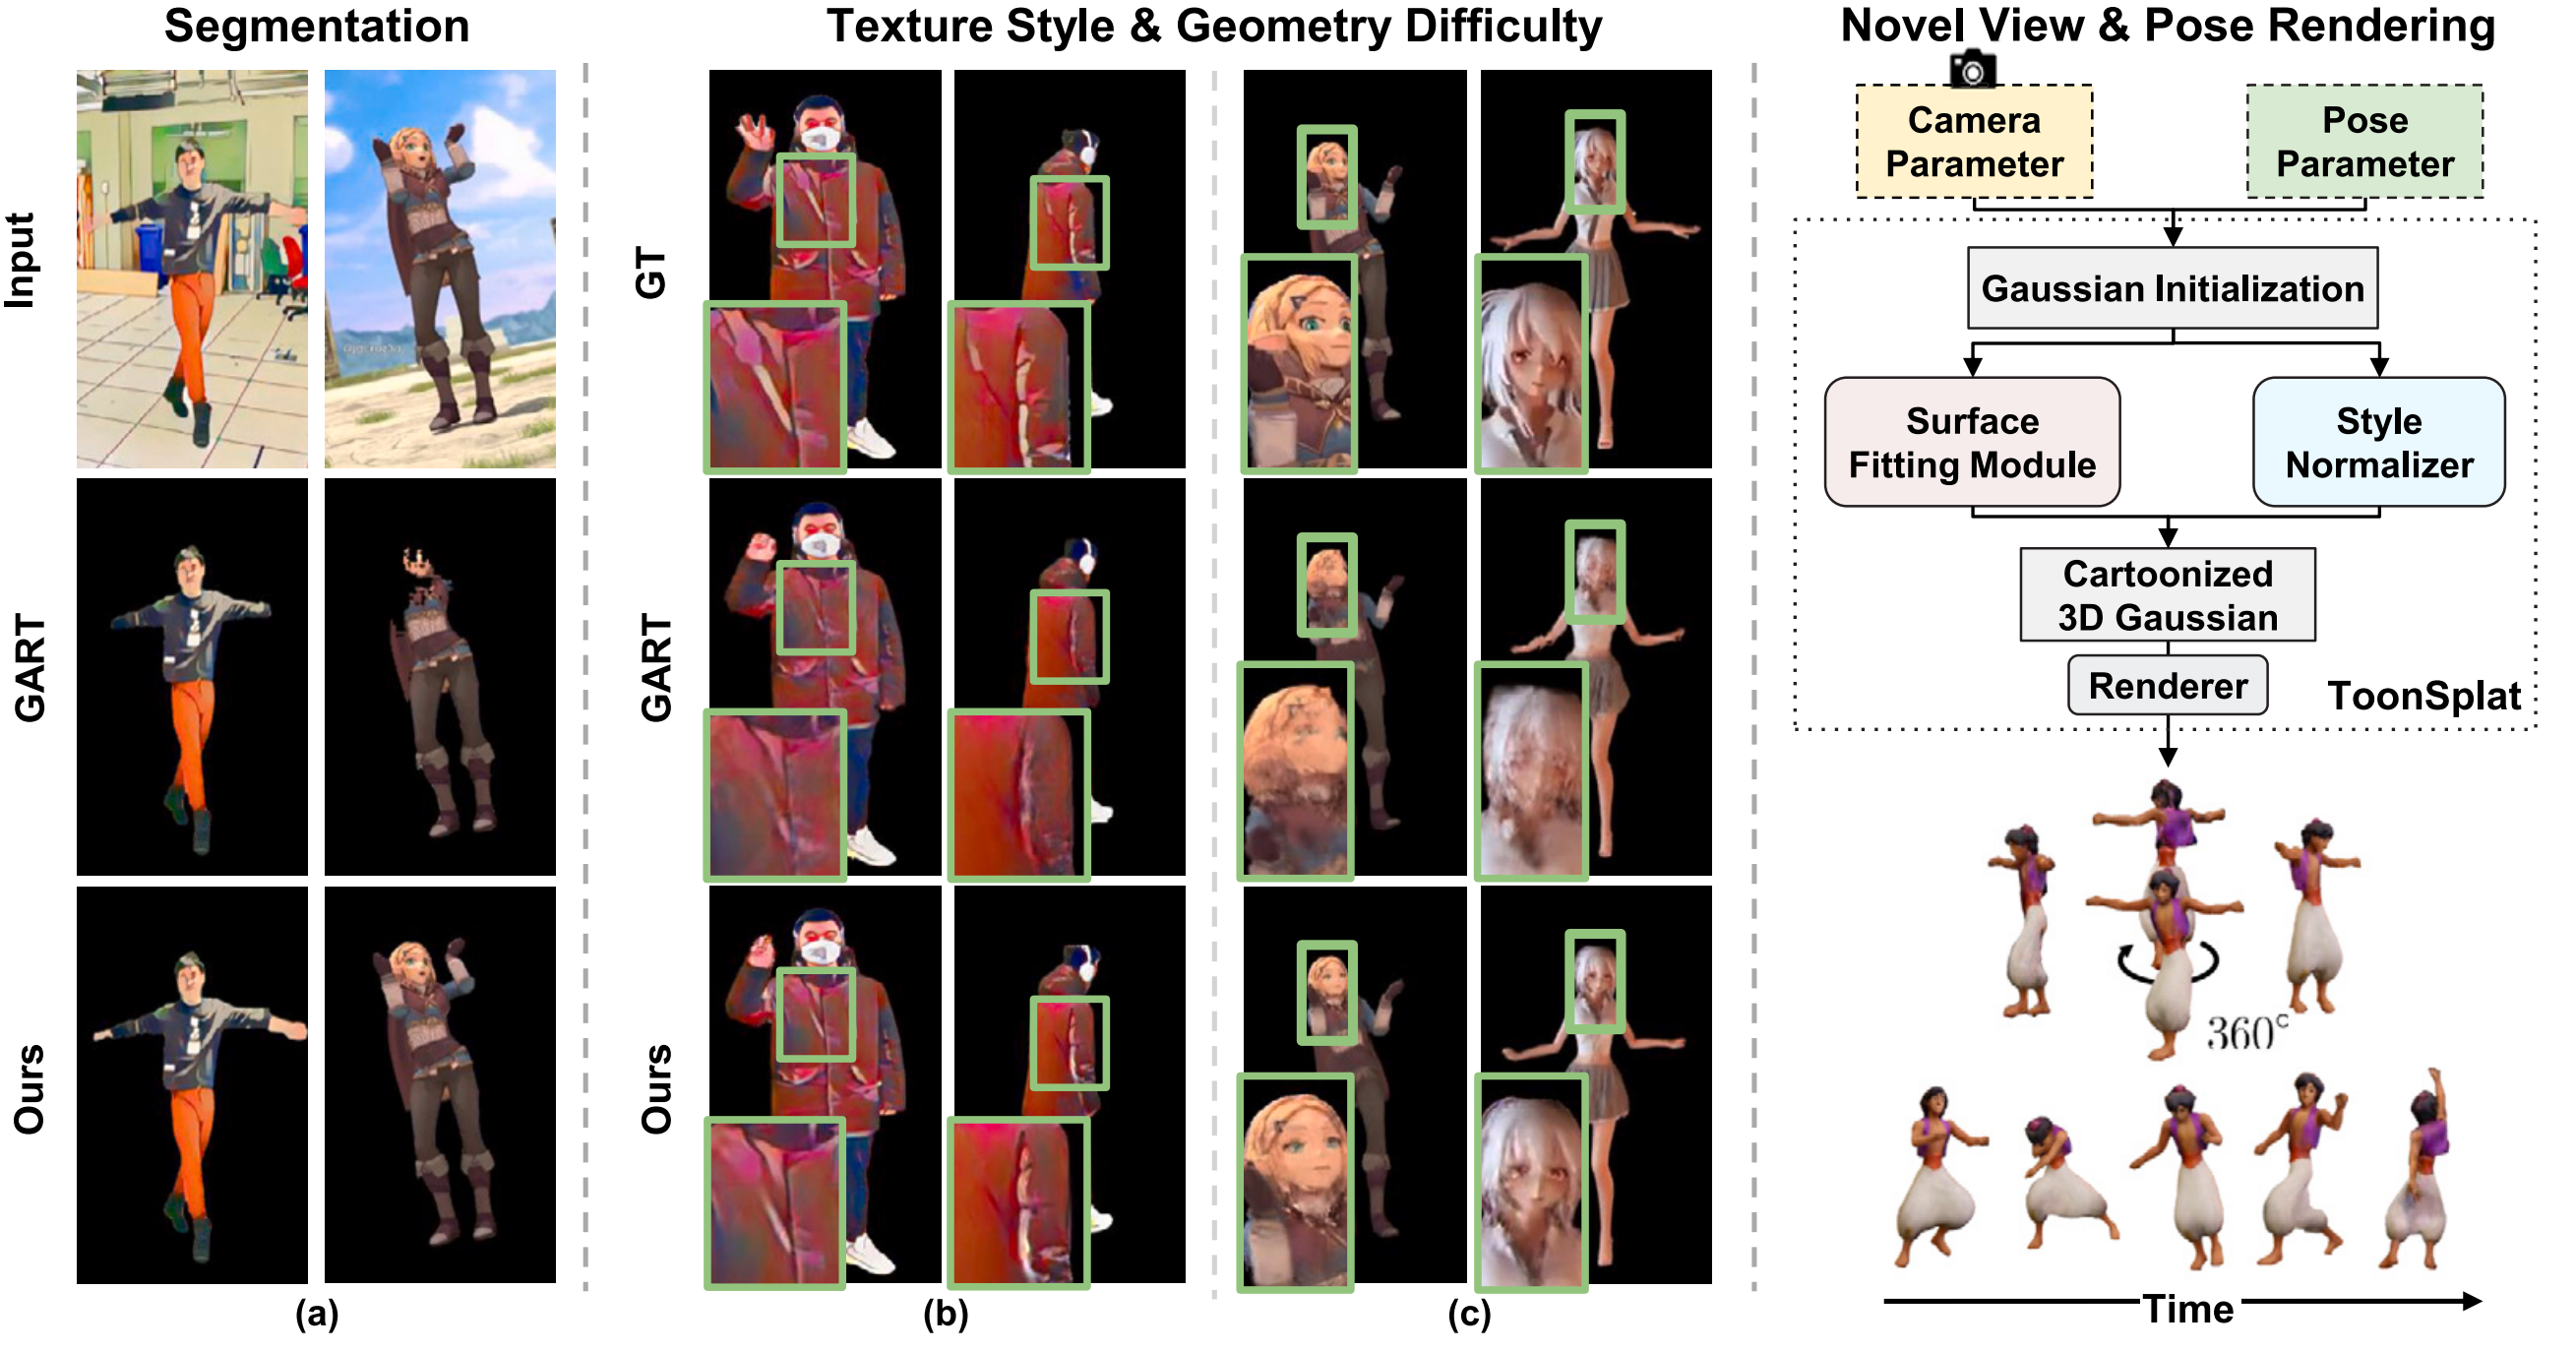 Segmentation
Texture Style & Geometry Difficulty
Novel View & Pose Rendering
Input
GART
Ours
(a)
GT
GART
Ours
(b)
(c)
Camera
Parameter
Pose
Parameter
Gaussian Initialization
Surface
Fitting Module
Style
Normalizer
Cartoonized
3D Gaussian
Renderer
ToonSplat
360°
Time